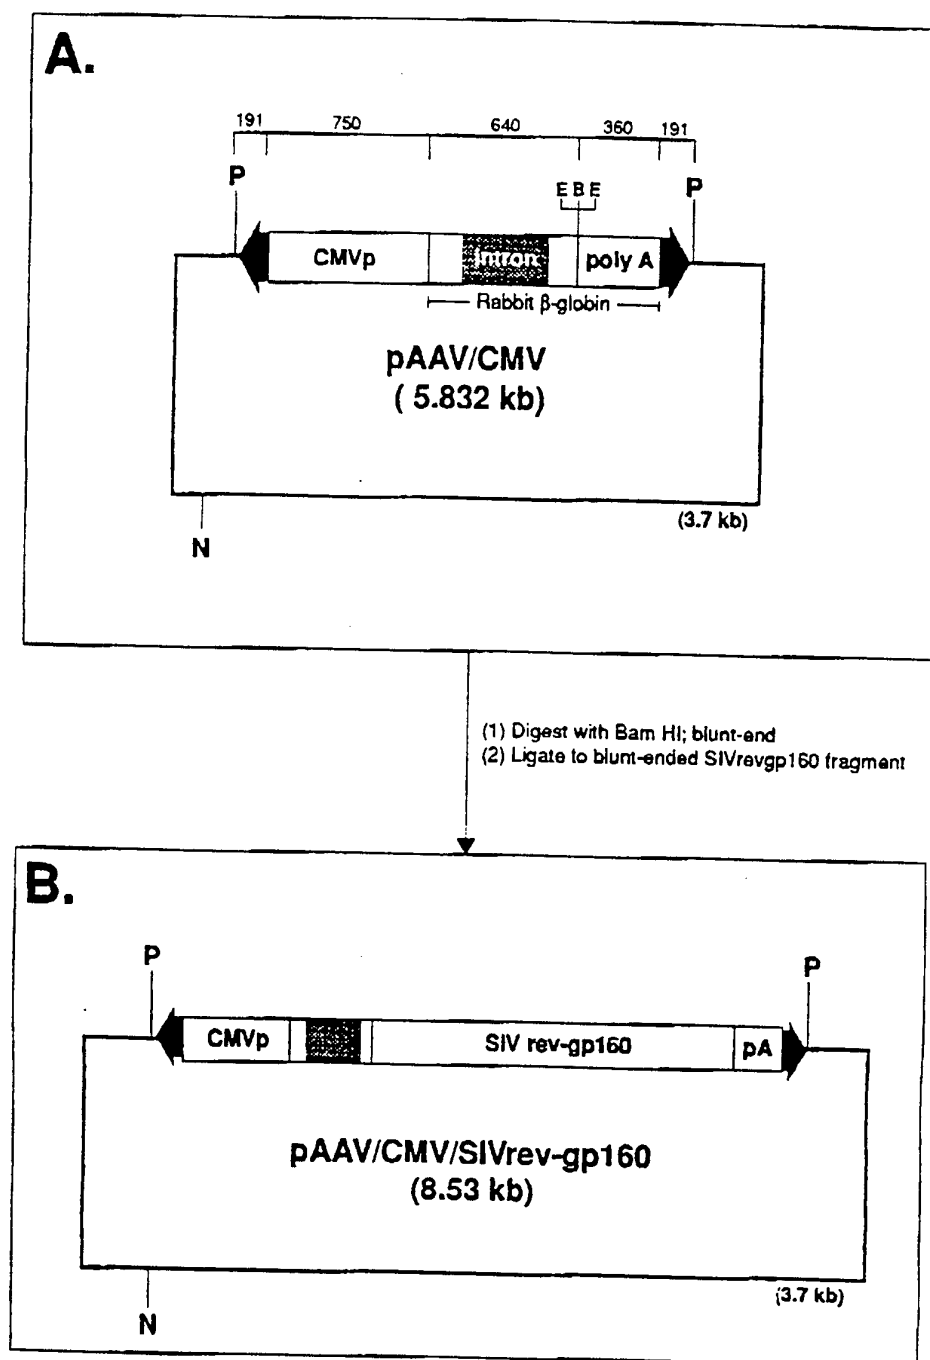 A.
191 750 640 360 191
P P
E B E
CMVp intron poly A
Rabbit β-globin
pAAV/CMV
( 5.832 kb)
(3.7 kb)
N
(1) Digest with Bam HI; blunt-end
(2) Ligate to blunt-ended SIVrevgp160 fragment
B.
P P
CMVp SIV rev-gp160 pA
pAAV/CMV/SIVrev-gp160
(8.53 kb)
(3.7 kb)
N